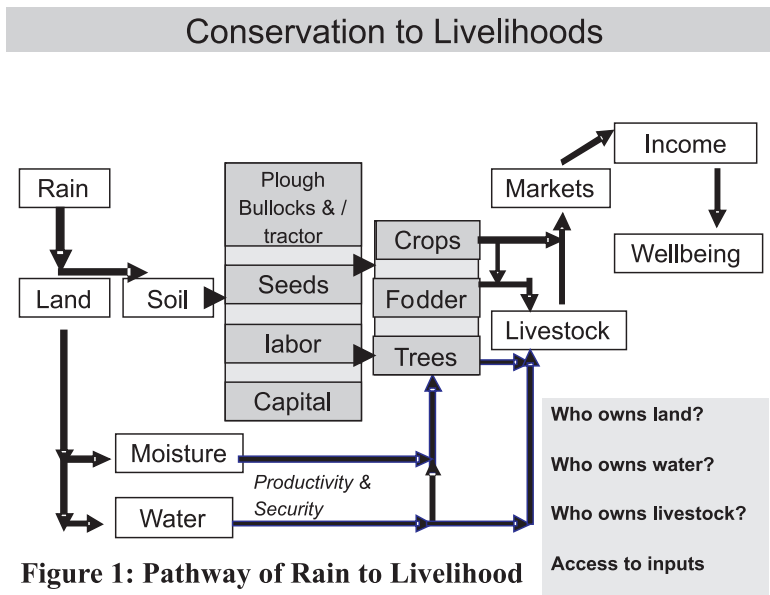 Conservation to Livelihoods
Rain
Land
Soil
Plough
Bullocks & /
tractor
Seeds
labor
Capital
Crops
Fodder
Trees
Markets
Income
Wellbeing
Livestock
Moisture
Water
Productivity &
Security
Who owns land?
Who owns water?
Who owns livestock?
Access to inputs
Figure 1: Pathway of Rain to Livelihood